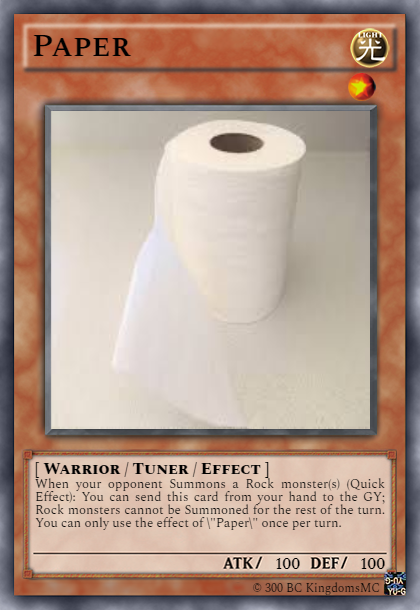 PAPER
LIGHT
光
[ WARRIOR / TUNER / EFFECT ]
When your opponent Summons a Rock monster(s) (Quick
Effect): You can send this card from your hand to the GY;
Rock monsters cannot be Summoned for the rest of the turn.
You can only use the effect of \"Paper\" once per turn.
ATK/ 100 DEF/ 100
© 300 BC KingdomsMC